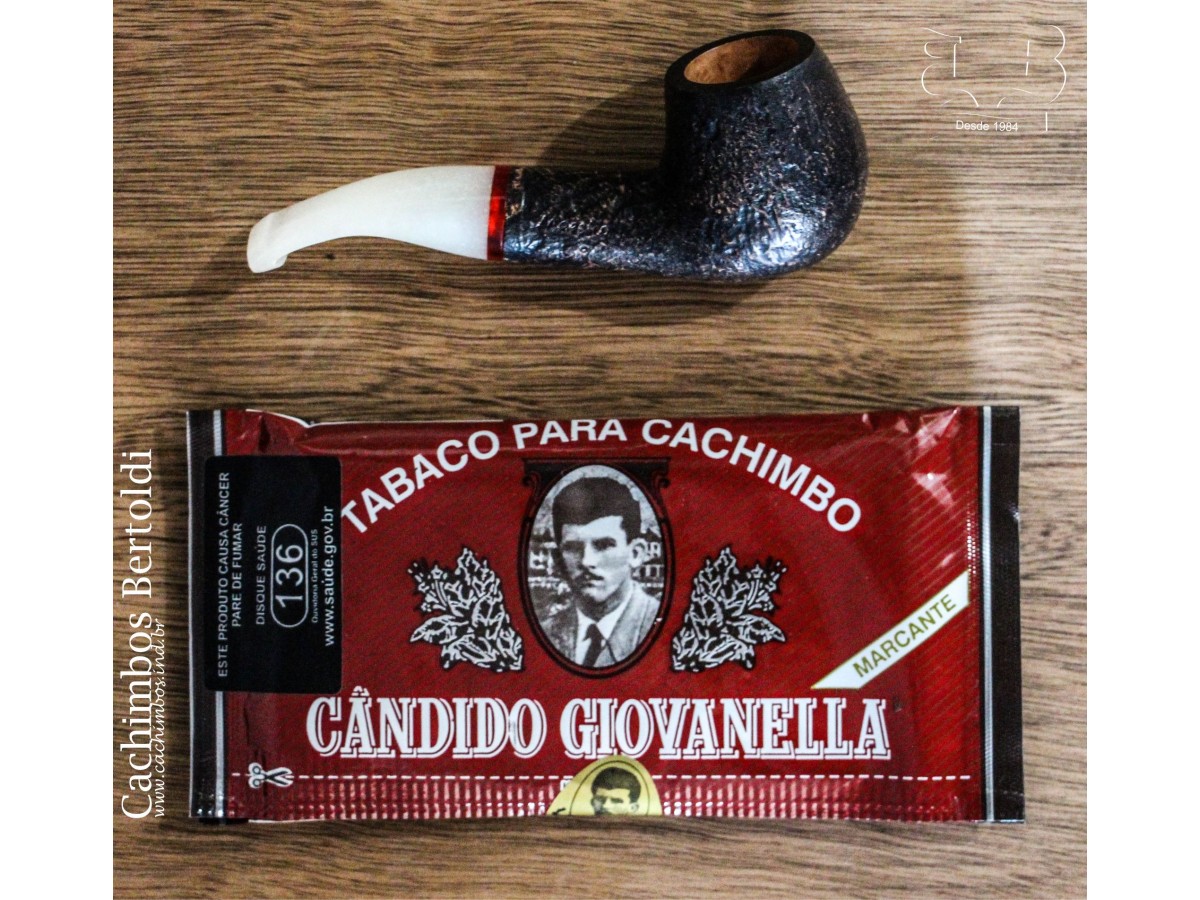 Desde 1984
TABACO PARA CACHIMBO
ESTE PRODUTO CAUSA CÂNCER
PARE DE FUMAR
DISQUE SAÚDE
136
Ouvidoria Geral do SUS
www.saúde.gov.br
MARCANTE
CÂNDIDO GIOVANELLA
Cachimbos Bertoldi
www.cachimbos.ind.br